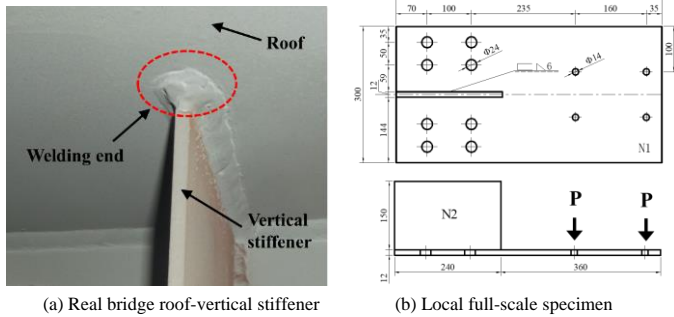 Roof
Welding end
Vertical
stiffener
(a) Real bridge roof-vertical stiffener
70 100 235 160 35
35
50
59
12
144
300
100
Φ24
6
Φ14
N1
150
N2
P P
12
240 360
(b) Local full-scale specimen